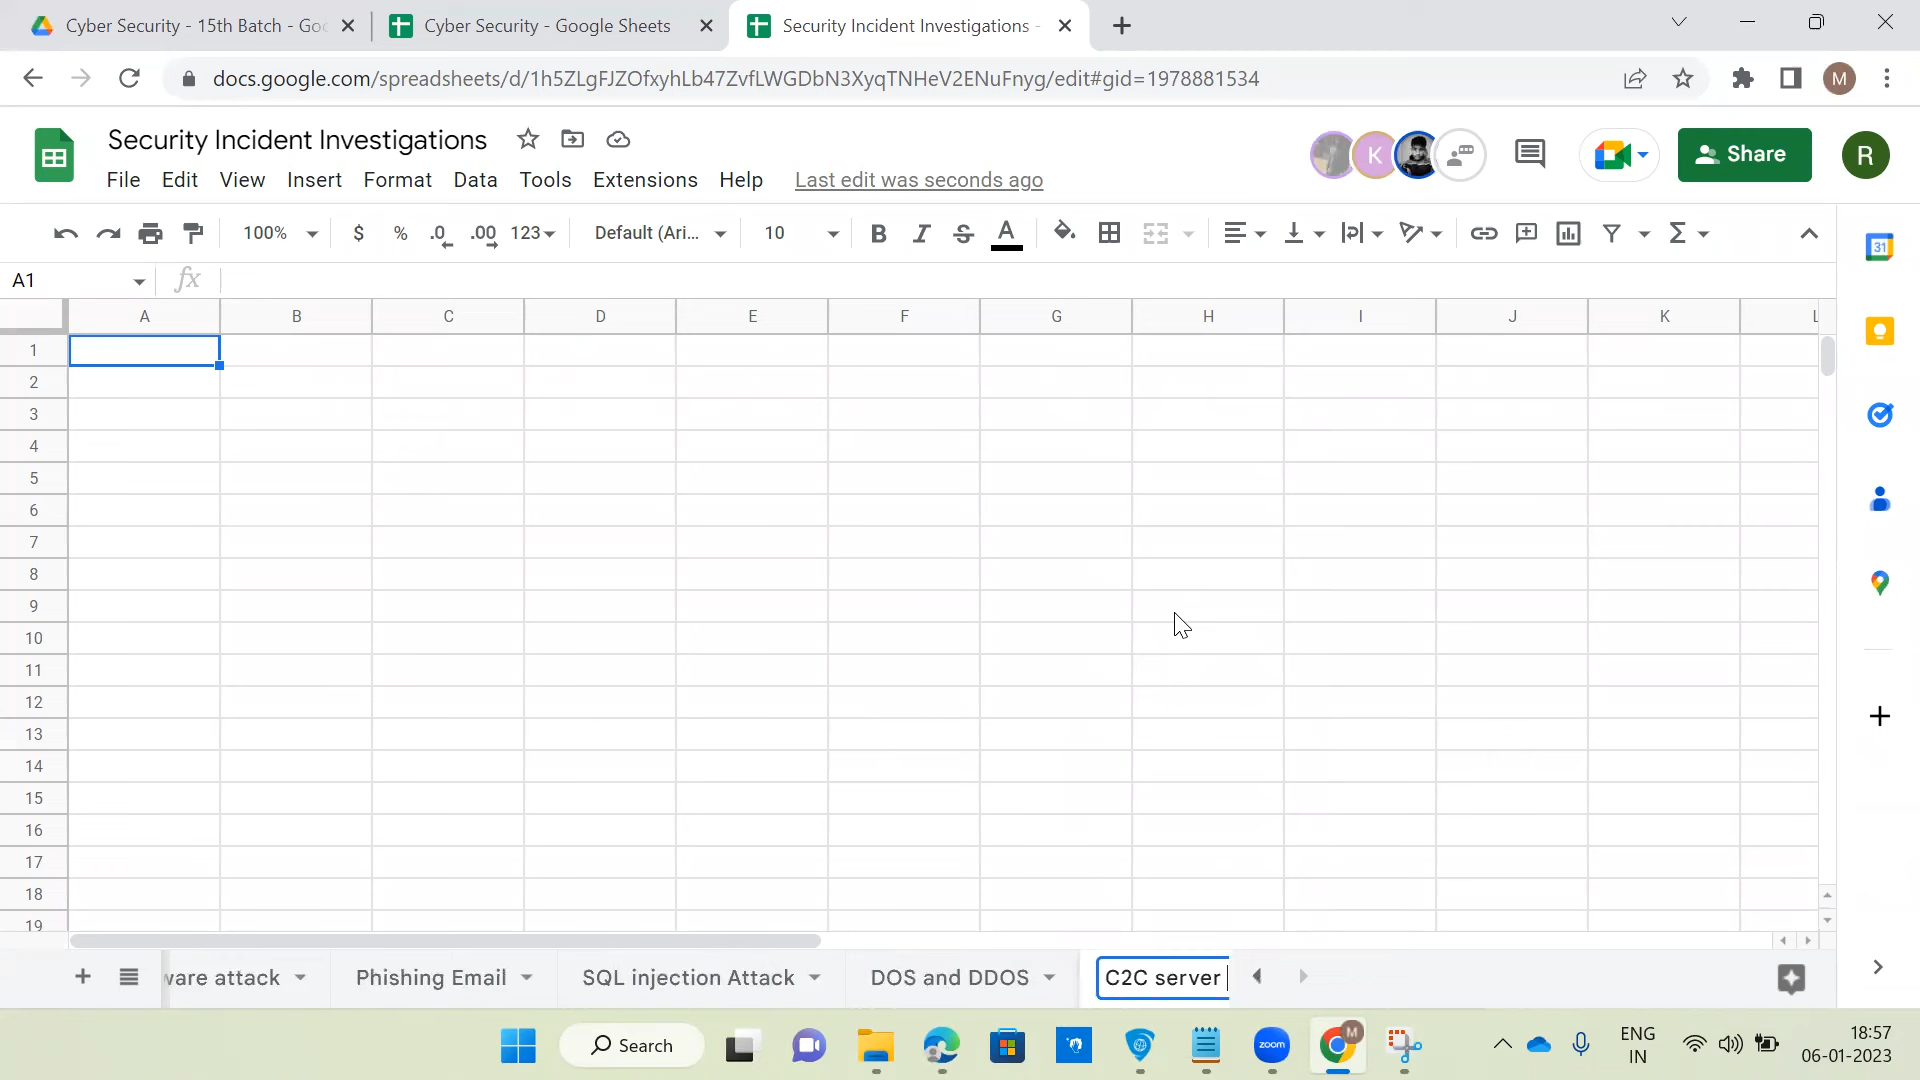 Cyber Security - 15th Batch - Goo
Cyber Security - Google Sheets
Security Incident Investigations -
docs.google.com/spreadsheets/d/1h5ZLgFJZOfxyhLb47ZvfLWGDbN3XyqTNHeV2ENuFnyg/edit#gid=1978881534
M
Security Incident Investigations
K
Share
R
File Edit View Insert Format Data Tools Extensions Help Last edit was seconds ago
100% $ % .0 .00 123 Default (Ari... 10 B I S A
31
A1 fx
A B C D E F G H I J K L
1
2
3
4
5
6
7
8
9
10
11
12
13
14
15
16
17
18
19
ware attack Phishing Email SQL injection Attack DOS and DDOS C2C server
Search
zoom
M
ENG
IN
18:57
06-01-2023